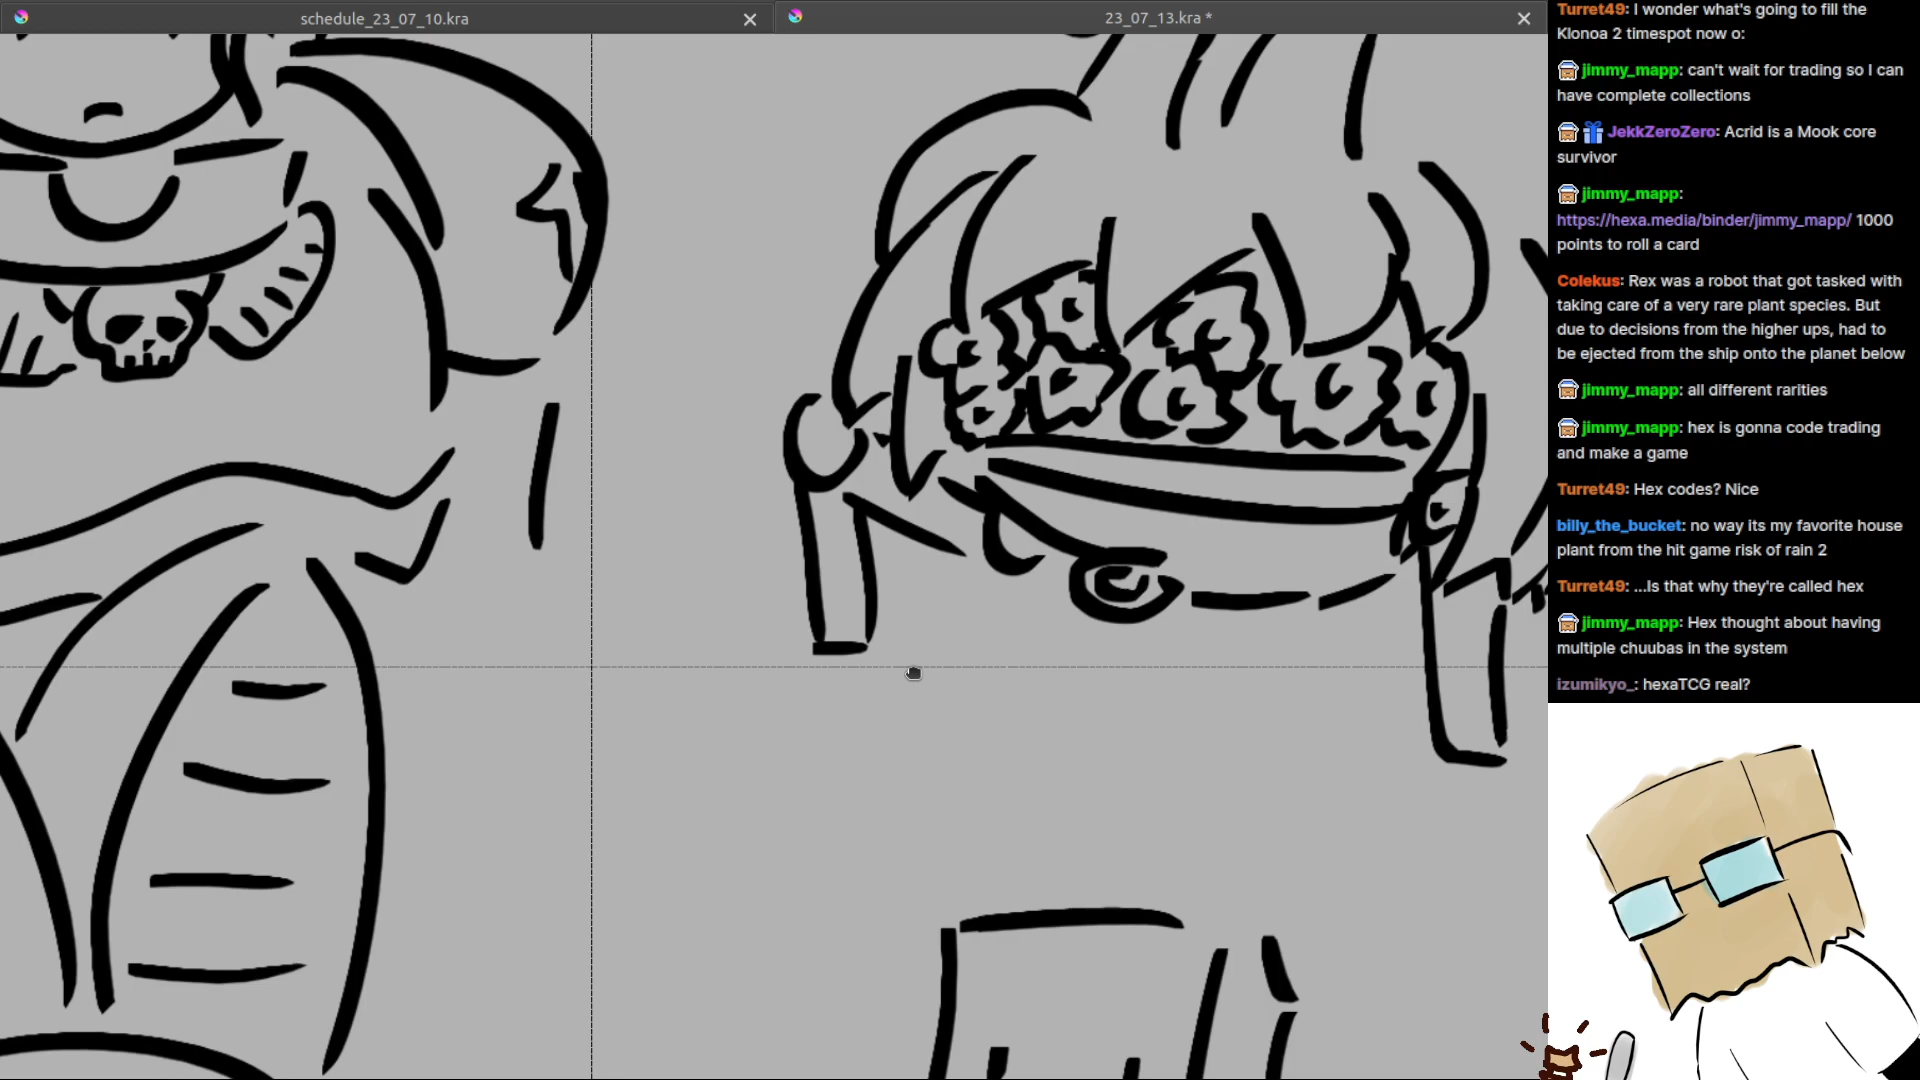 schedule_23_07_10.kra
23_07_13.kra *
Turret49: I wonder what's going to fill the
Klonoa 2 timespot now o:
jimmy_mapp: can't wait for trading so I can
have complete collections
JekkZeroZero: Acrid is a Mook core
survivor
jimmy_mapp:
https://hexa.media/binder/jimmy_mapp/ 1000
points to roll a card
Colekus: Rex was a robot that got tasked with
taking care of a very rare plant species. But
due to decisions from the higher ups, had to
be ejected from the ship onto the planet below
jimmy_mapp: all different rarities
jimmy_mapp: hex is gonna code trading
and make a game
Turret49: Hex codes? Nice
billy_the_bucket: no way its my favorite house
plant from the hit game risk of rain 2
Turret49: ...Is that why they're called hex
jimmy_mapp: Hex thought about having
multiple chuubas in the system
izumikyo_: hexaTCG real?